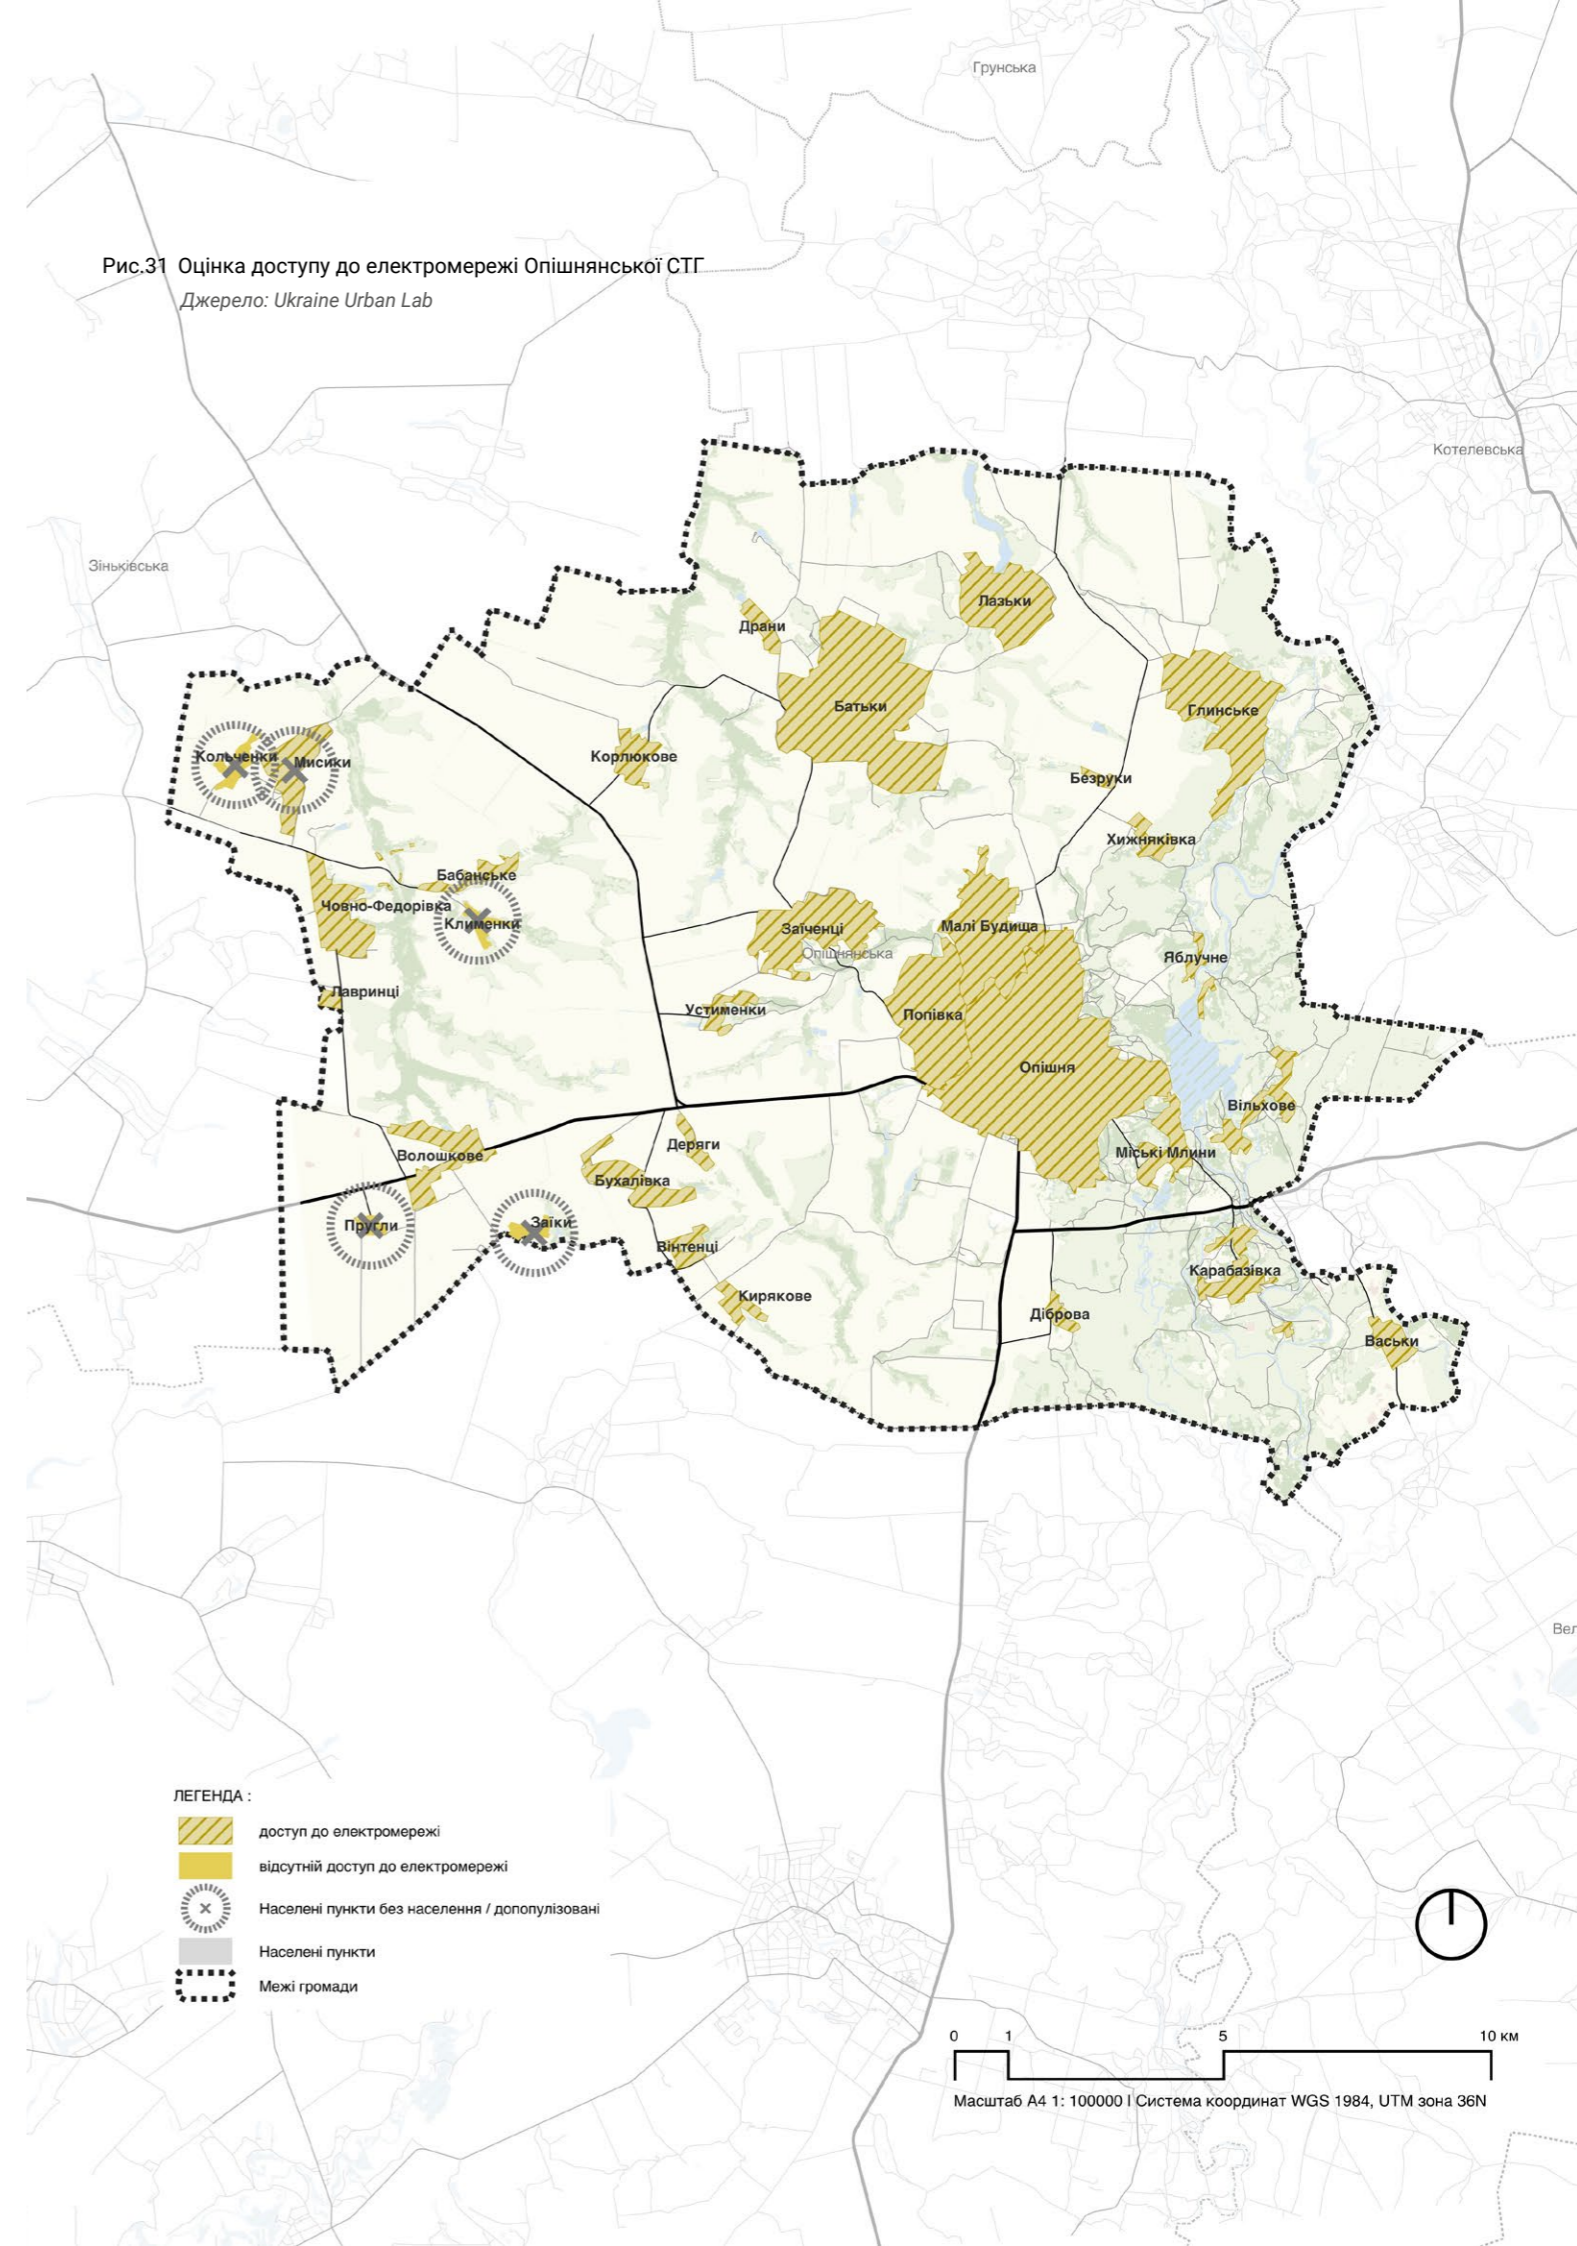 Грунська
Рис.31 Оцінка доступу до електромережі Опішнянської СТГ
Джерело: Ukraine Urban Lab
Котелевська
Зіньківська
Лазьки
Драни
Батьки
Глинське
Корлюкове
Кольченки
Мисики
Безруки
Хижняківка
Бабанське
Човно-Федорівка
Клименки
Заїченці
Малі Будища
Опішнянська
Яблучне
Лавринці
Устименки
Попівка
Опішня
Вільхове
Деряги
Волошкове
Міські Млини
Бухалівка
Пругли
Заїки
Вінтенці
Карабазівка
Кирякове
Діброва
Васьки
Вел
ЛЕГЕНДА :
доступ до електромережі
відсутній доступ до електромережі
Населені пункти без населення / допопулізовані
Населені пункти
Межі громади
0 1 5 10 км
Масштаб А4 1: 100000 І Система координат WGS 1984, UTM зона 36N